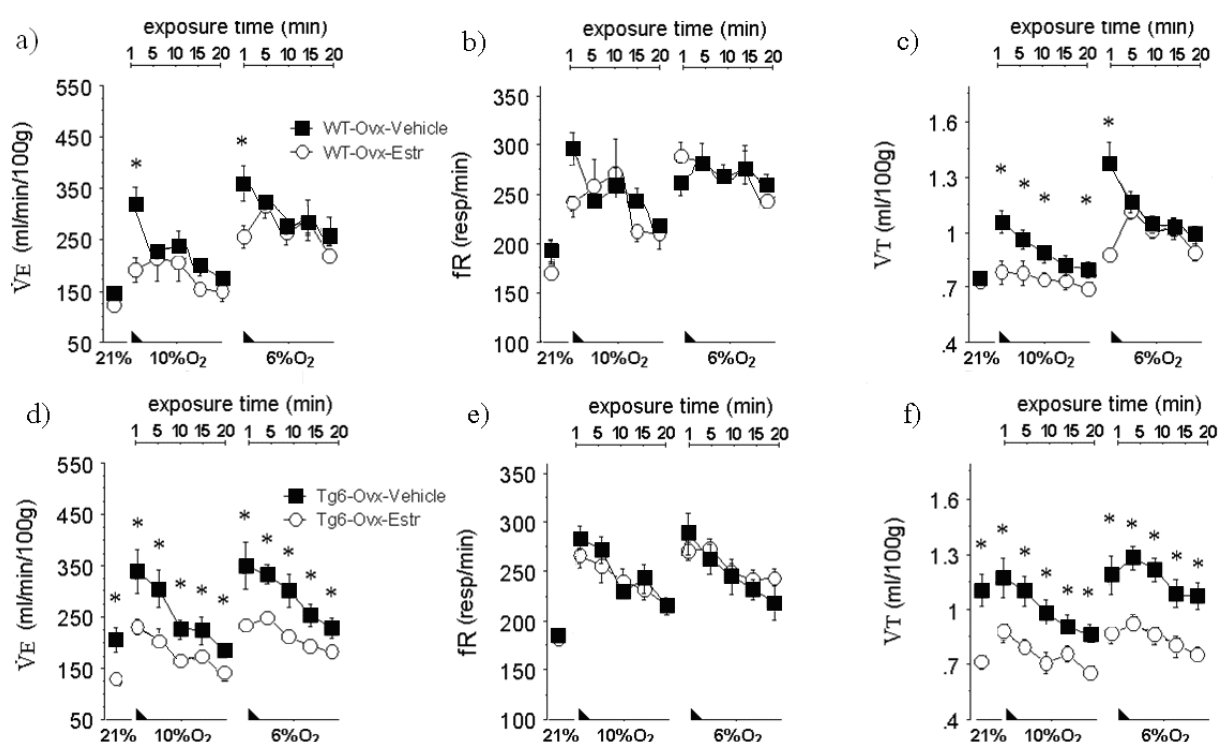 a) exposure time (min)
1 5 10 15 20 1 5 10 15 20
V̇E (ml/min/100g)
550
450
350
250
150
50
* *
WT-Ovx-Vehicle
WT-Ovx-Estr
21% 10%O₂ 6%O₂
b) exposure time (min)
1 5 10 15 20 1 5 10 15 20
fR (resp/min)
350
300
250
200
150
100
21% 10%O₂ 6%O₂
c) exposure time (min)
1 5 10 15 20 1 5 10 15 20
VT (ml/100g)
1.6
1.3
1
.7
.4
* * * * *
21% 10%O₂ 6%O₂
d) exposure time (min)
1 5 10 15 20 1 5 10 15 20
V̇E (ml/min/100g)
550
450
350
250
150
50
* * * * * * * * * * *
Tg6-Ovx-Vehicle
Tg6-Ovx-Estr
21% 10%O₂ 6%O₂
e) exposure time (min)
1 5 10 15 20 1 5 10 15 20
fR (resp/min)
350
300
250
200
150
100
21% 10%O₂ 6%O₂
f) exposure time (min)
1 5 10 15 20 1 5 10 15 20
VT (ml/100g)
1.6
1.3
1
.7
.4
* * * * * * * * * * *
21% 10%O₂ 6%O₂